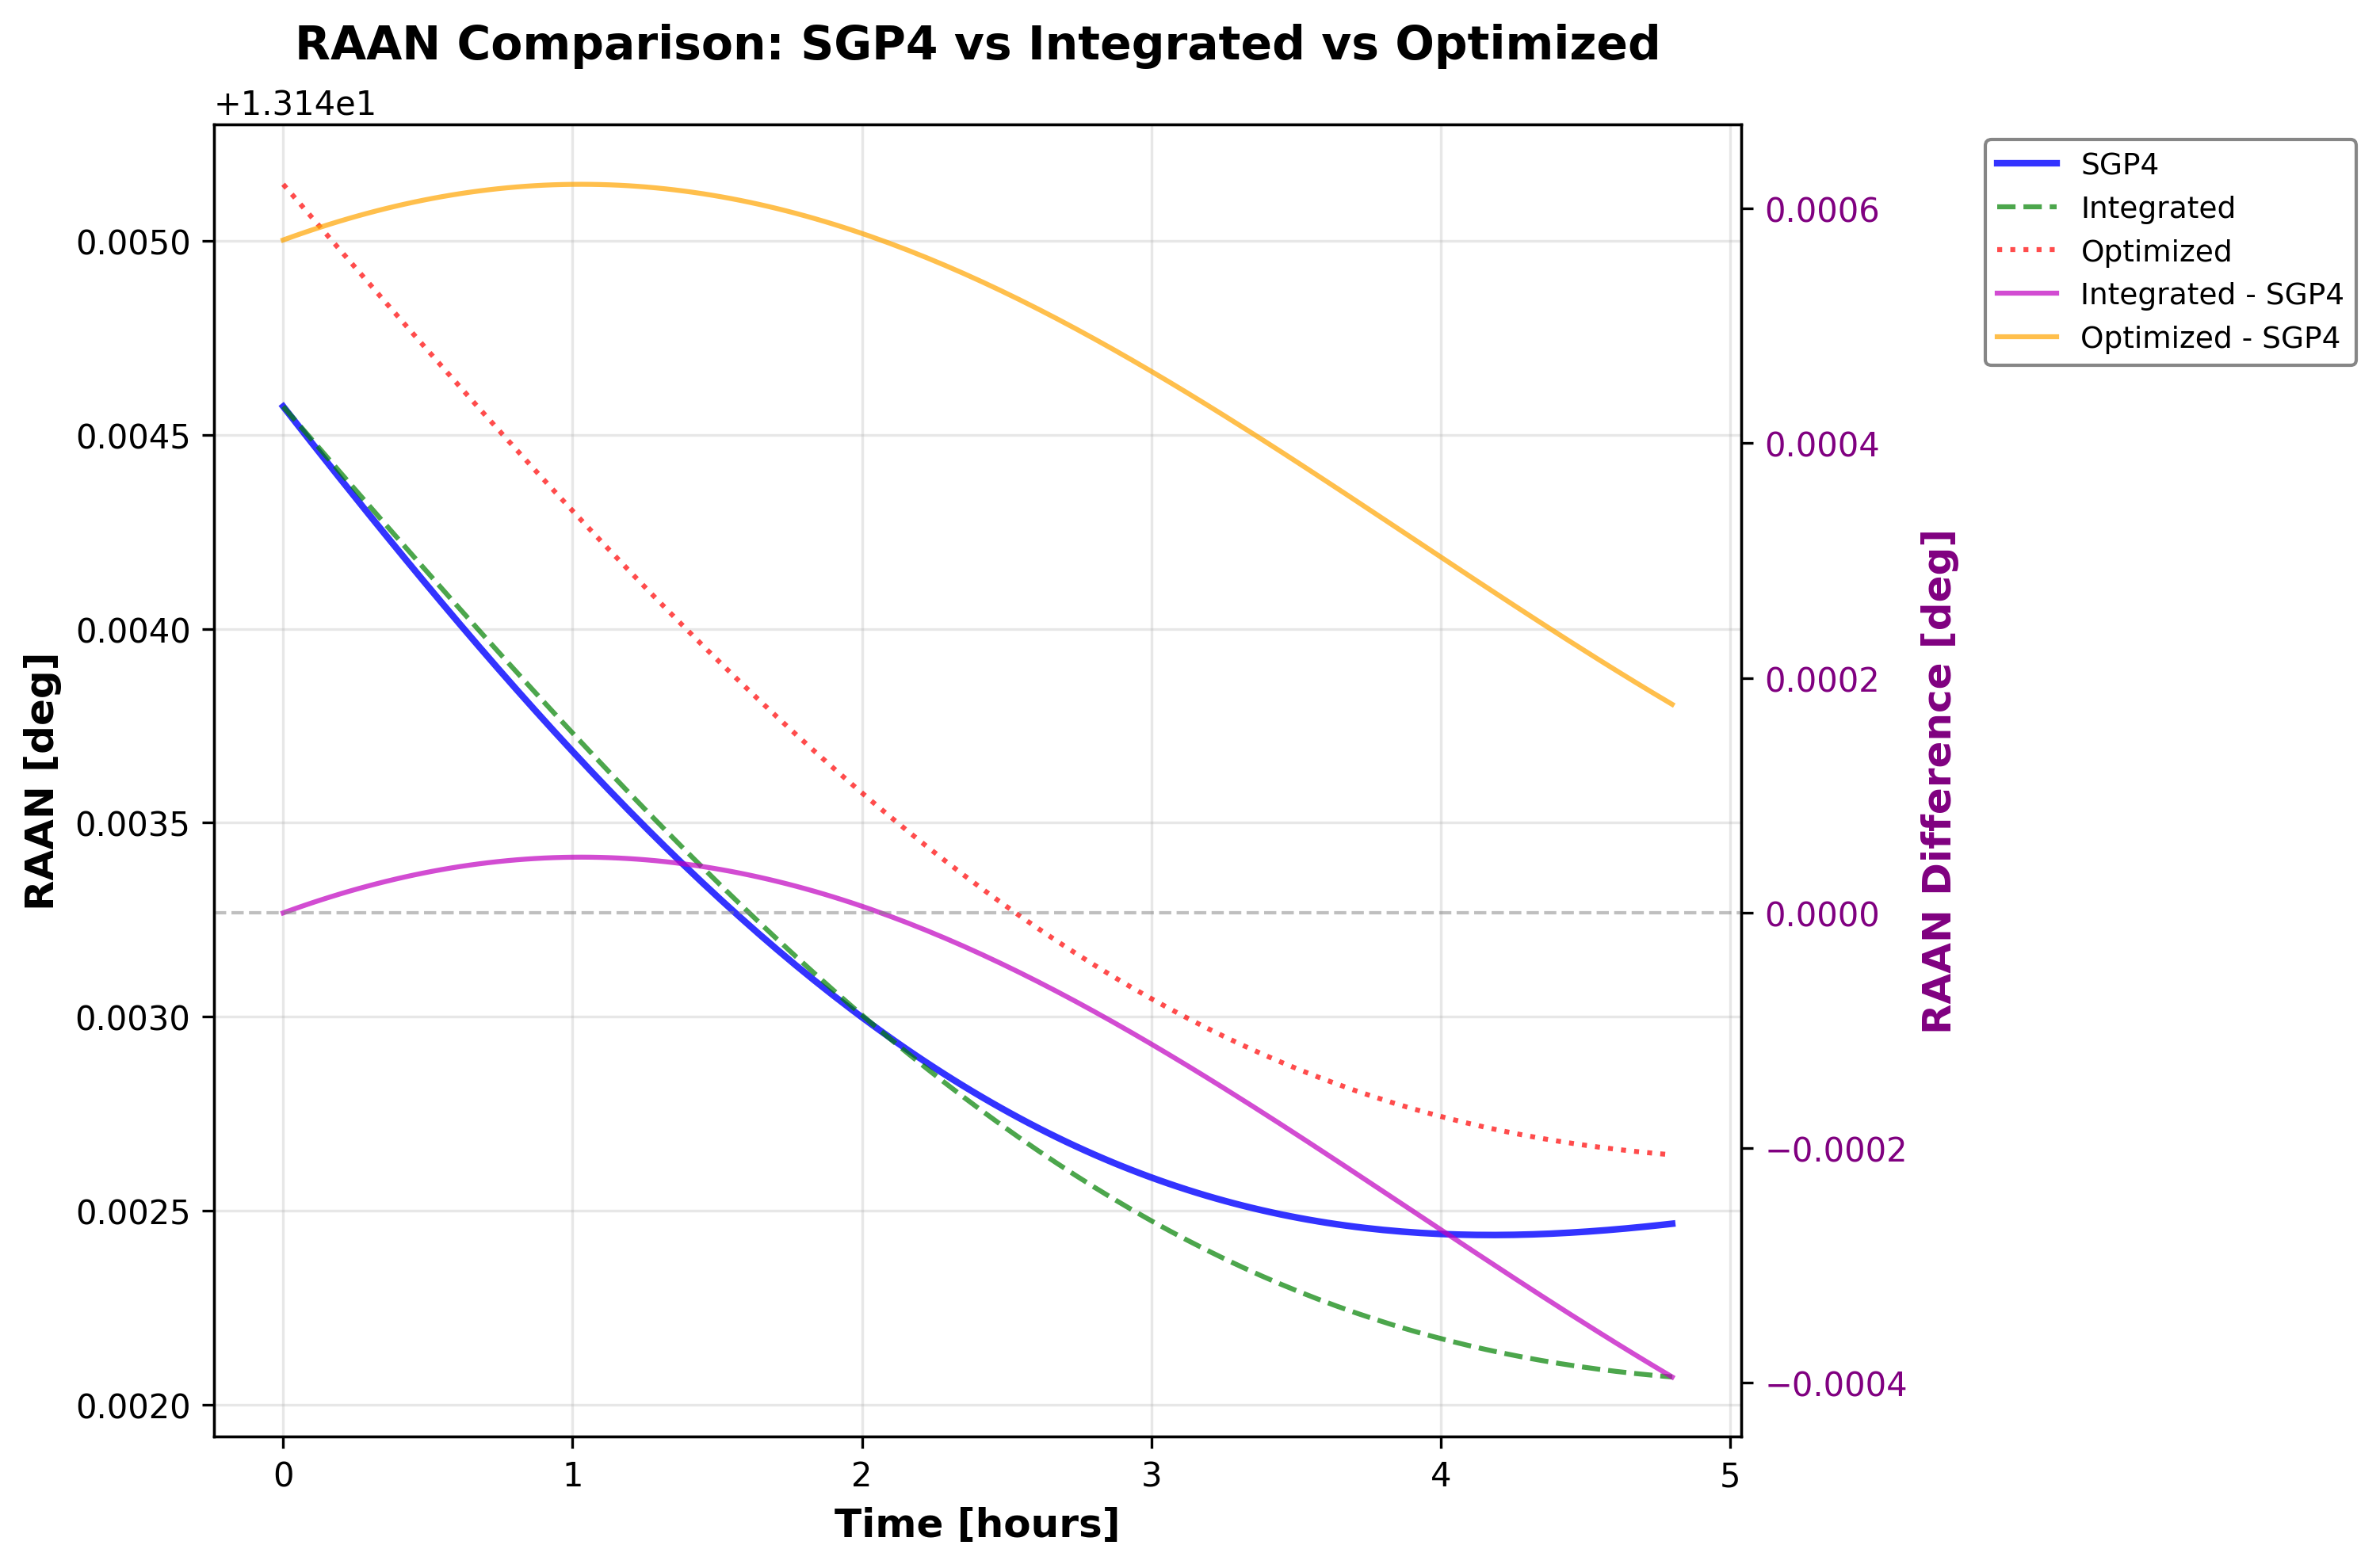 RAAN Comparison: SGP4 vs Integrated vs Optimized
+1.314e1
0.0050
0.0045
0.0040
0.0035
0.0030
0.0025
0.0020
RAAN [deg]
0 1 2 3 4 5
Time [hours]
0.0006
0.0004
0.0002
0.0000
−0.0002
−0.0004
RAAN Difference [deg]
SGP4
Integrated
Optimized
Integrated - SGP4
Optimized - SGP4